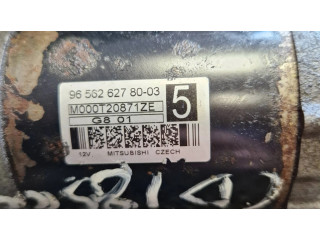 96 562 627 80-03
M000T20871ZE
5
G8 01
12V MITSUBISHI CZECH